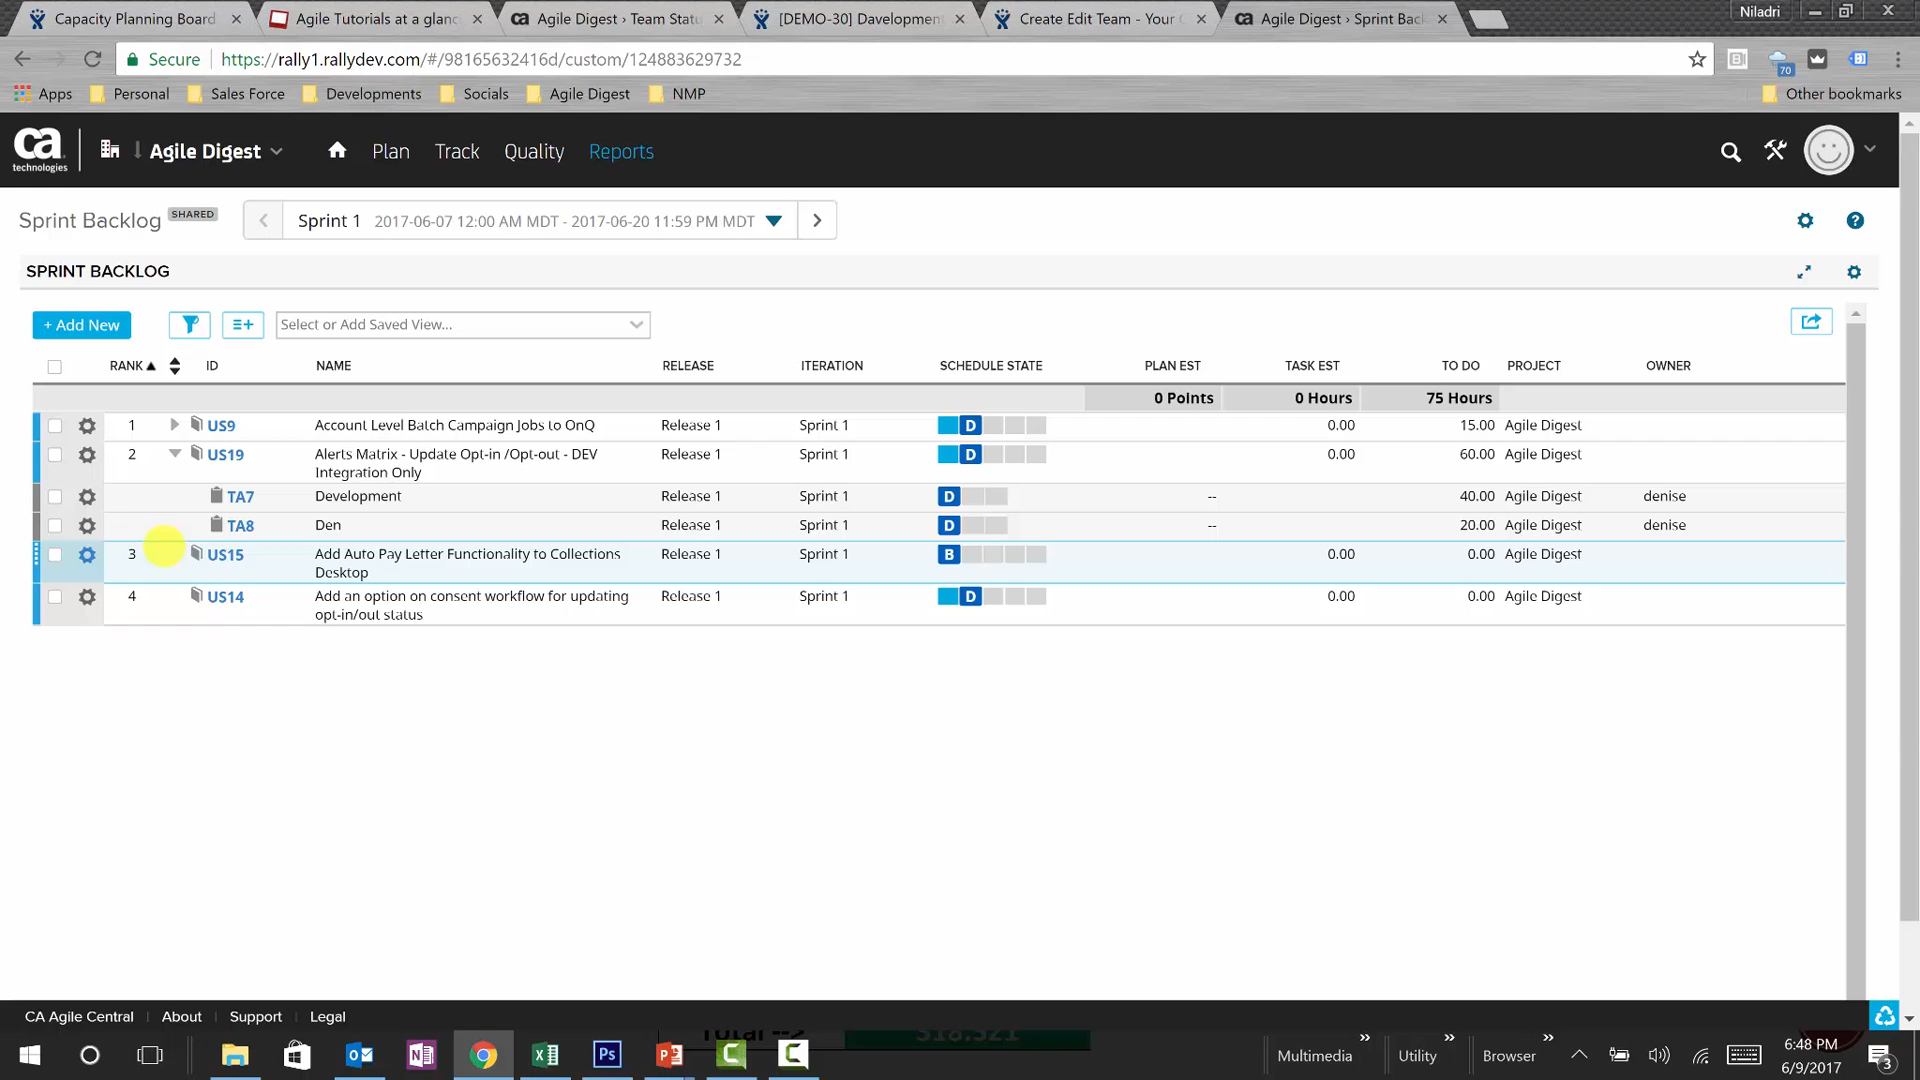 Capacity Planning Board
Agile Tutorials at a glanc
Agile Digest › Team Statu
[DEMO-30] Davelopment
Create Edit Team - Your
Agile Digest › Sprint Bac
Niladri
Secure
https://rally1.rallydev.com/#/98165632416d/custom/124883629732
70
Apps
Personal
Sales Force
Developments
Socials
Agile Digest
NMP
Other bookmarks
ca
technologies
Agile Digest
Plan
Track
Quality
Reports
Sprint Backlog
SHARED
Sprint 1 2017-06-07 12:00 AM MDT - 2017-06-20 11:59 PM MDT
SPRINT BACKLOG
+ Add New
Select or Add Saved View...
RANK ID NAME RELEASE ITERATION SCHEDULE STATE PLAN EST TASK EST TO DO PROJECT OWNER
0 Points 0 Hours 75 Hours
1 US9 Account Level Batch Campaign Jobs to OnQ Release 1 Sprint 1 D 0.00 15.00 Agile Digest
2 US19 Alerts Matrix - Update Opt-in /Opt-out - DEV Release 1 Sprint 1 D 0.00 60.00 Agile Digest
Integration Only
TA7 Development Release 1 Sprint 1 D -- 40.00 Agile Digest denise
TA8 Den Release 1 Sprint 1 D -- 20.00 Agile Digest denise
3 US15 Add Auto Pay Letter Functionality to Collections Release 1 Sprint 1 B 0.00 0.00 Agile Digest
Desktop
4 US14 Add an option on consent workflow for updating Release 1 Sprint 1 D 0.00 0.00 Agile Digest
opt-in/out status
CA Agile Central
About
Support
Legal
Multimedia
Utility
Browser
6:48 PM
6/9/2017
3